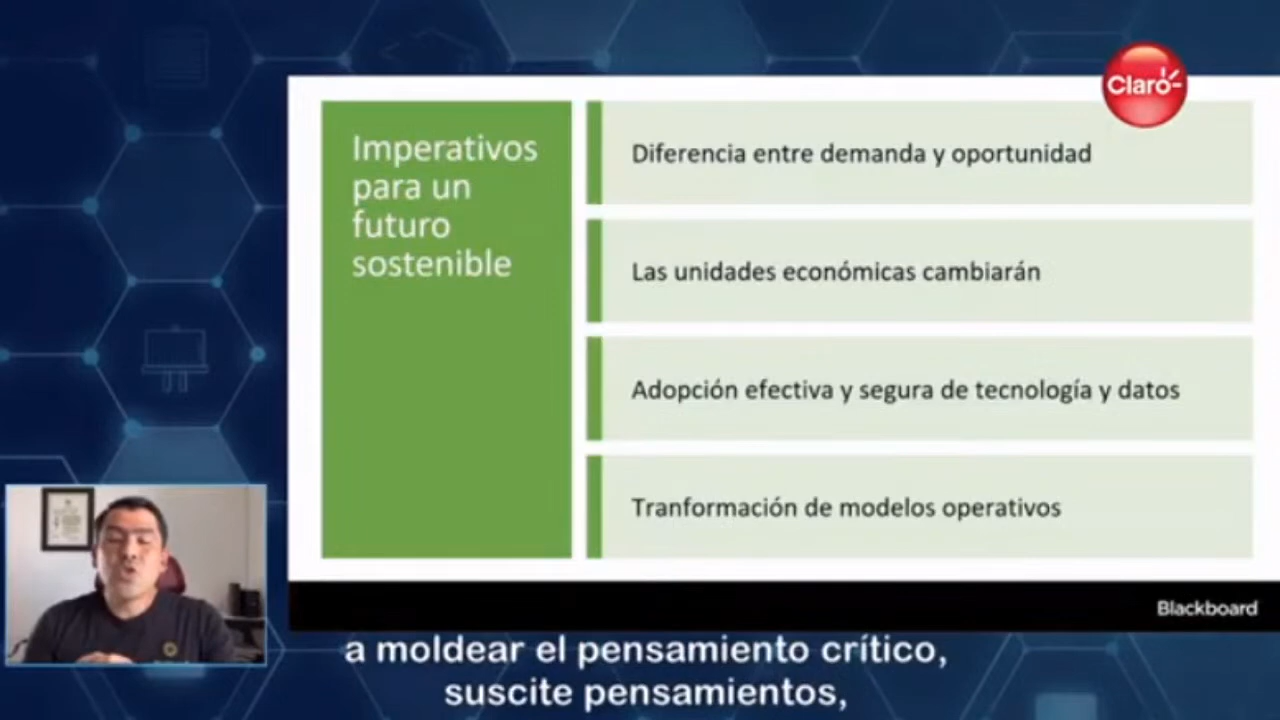 Claro
Imperativos
para un
futuro
sostenible
Diferencia entre demanda y oportunidad
Las unidades económicas cambiarán
Adopción efectiva y segura de tecnología y datos
Tranformación de modelos operativos
Blackboard
a moldear el pensamiento crítico,
suscite pensamientos,